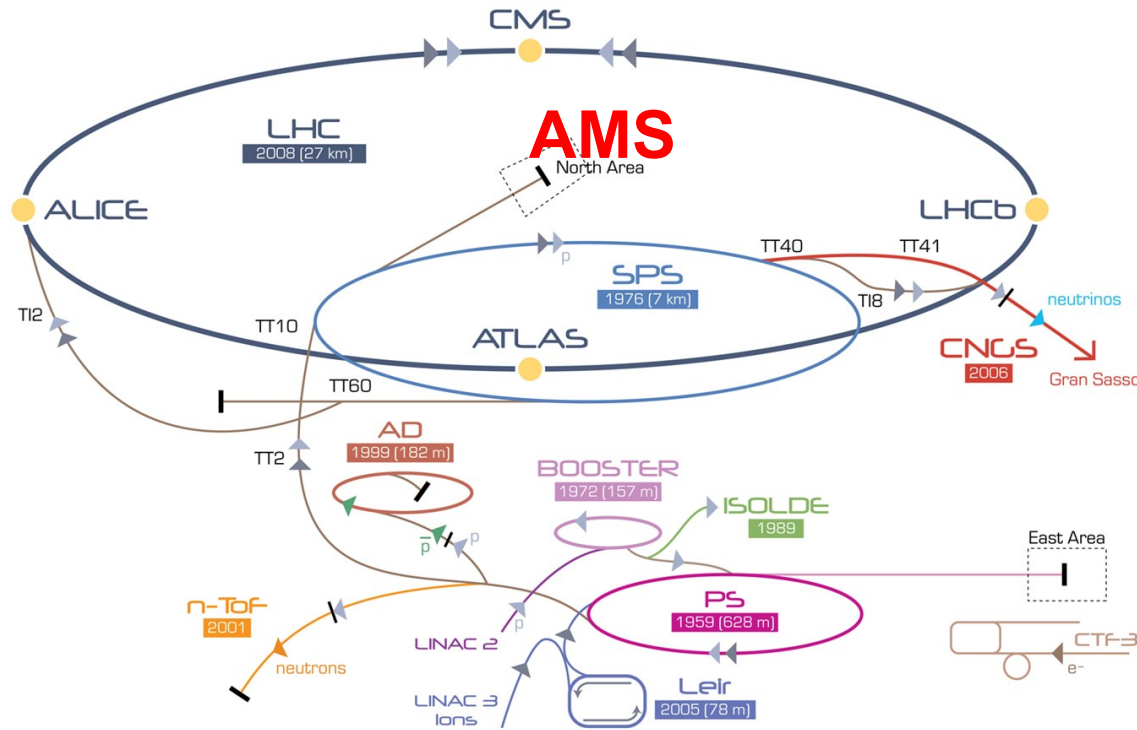 CMS
AMS
LHC
2008 (27 km)
North Area
ALICE
LHCb
TT40
TT41
p
SPS
1976 (7 km)
TI8
neutrinos
TI2
TT10
ATLAS
CNGS
2006
Gran Sasso
TT60
AD
1999 (182 m)
TT2
BOOSTER
1972 (157 m)
ISOLDE
1989
p
p̅
East Area
n-ToF
2001
PS
1959 (628 m)
p
LINAC 2
neutrons
CTF-3
e⁻
LINAC 3
Ions
Leir
2005 (78 m)